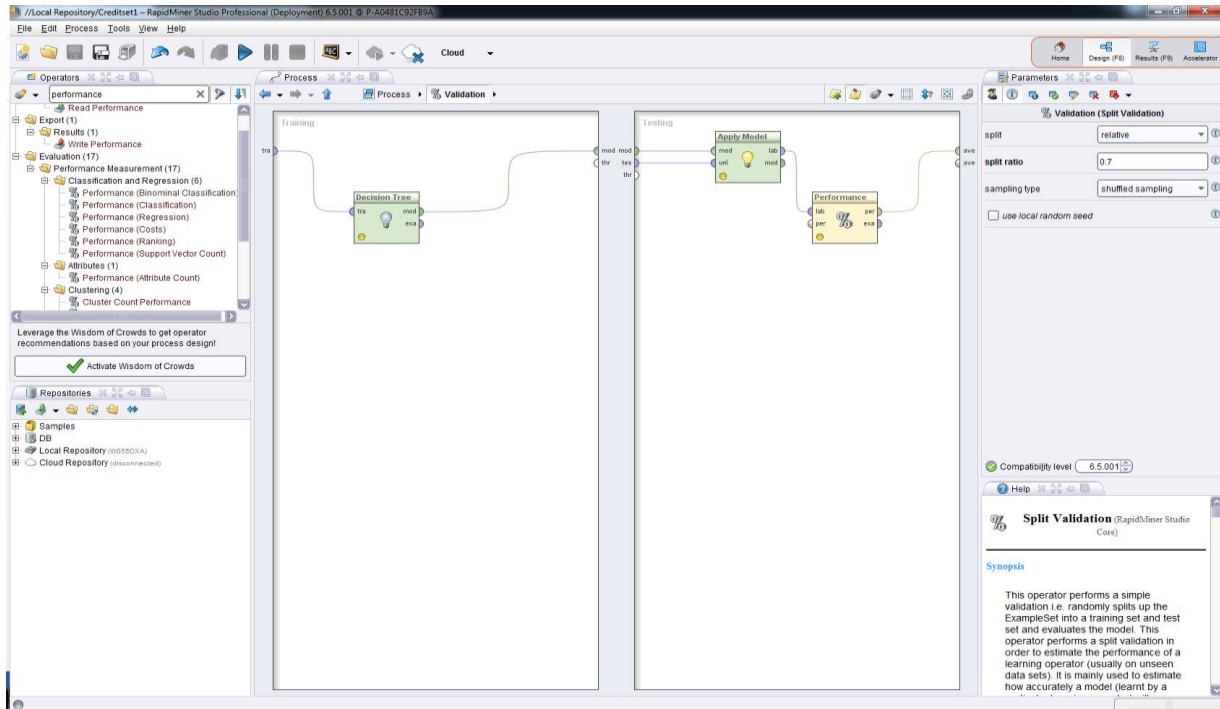 //Local Repository/Creditset1 – RapidMiner Studio Professional (Deployment) 6.5.001 @ P-A0481C92FB9A
File Edit Process Tools View Help
Cloud
Home Design (F8) Results (F9) Accelerator
Operators
performance
Read Performance
Export (1)
Results (1)
Write Performance
Evaluation (17)
Performance Measurement (17)
Classification and Regression (6)
Performance (Binominal Classification)
Performance (Classification)
Performance (Regression)
Performance (Costs)
Performance (Ranking)
Performance (Support Vector Count)
Attributes (1)
Performance (Attribute Count)
Clustering (4)
Cluster Count Performance
Leverage the Wisdom of Crowds to get operator
recommendations based on your process design!
Activate Wisdom of Crowds
Repositories
Samples
DB
Local Repository (W055DXA)
Cloud Repository (disconnected)
Process
Process Validation
Training
tra
Decision Tree
tra mod
exa
mod
thr
Testing
mod
tes
thr
Apply Model
mod lab
unl mod
Performance
lab per
per exa
ave
ave
Parameters
Validation (Split Validation)
split relative
split ratio 0.7
sampling type shuffled sampling
use local random seed
Compatibility level 6.5.001
Help
Split Validation (RapidMiner Studio
Core)
Synopsis
This operator performs a simple
validation i.e. randomly splits up the
ExampleSet into a training set and test
set and evaluates the model. This
operator performs a split validation in
order to estimate the performance of a
learning operator (usually on unseen
data sets). It is mainly used to estimate
how accurately a model (learnt by a